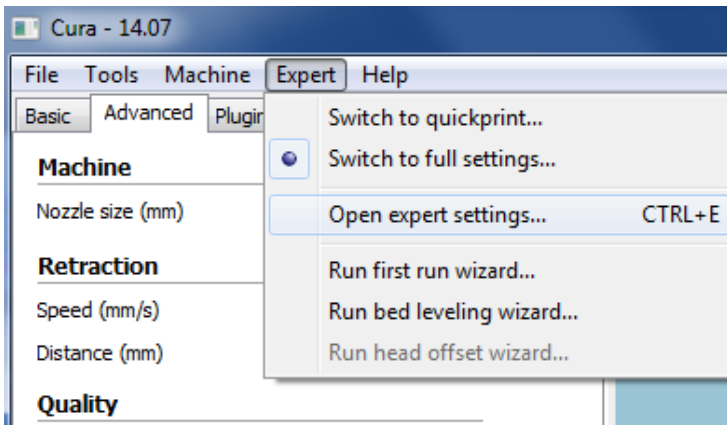 Cura - 14.07
File Tools Machine Expert Help
Basic Advanced Plugin
Switch to quickprint...
Switch to full settings...
Open expert settings... CTRL+E
Run first run wizard...
Run bed leveling wizard...
Run head offset wizard...
Machine
Nozzle size (mm)
Retraction
Speed (mm/s)
Distance (mm)
Quality